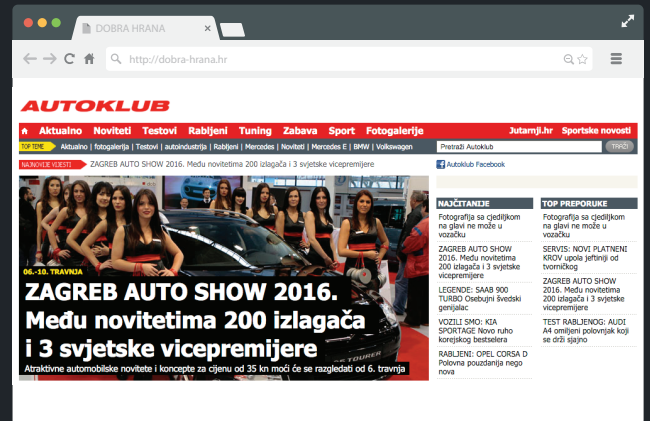 DOBRA HRANA
http://dobra-hrana.hr
AUTOKLUB
Aktualno Noviteti Testovi Rabljeni Tuning Zabava Sport Fotogalerije Jutarnji.hr Sportske novosti
TOP TEME Aktualno | fotogalerija | Testovi | autoindustrija | Rabljeni | Mercedes | Noviteti | Mercedes E | BMW | Volkswagen Pretraži Autoklub TRAŽI
NAJNOVIJE VIJESTI ZAGREB AUTO SHOW 2016. Među novitetima 200 izlagača i 3 svjetske vicepremijere
Autoklub Facebook
06.-10. TRAVNJA
ZAGREB AUTO SHOW 2016.
Među novitetima 200 izlagača
i 3 svjetske vicepremijere
Atraktivne automobilske novitete i koncepte za cijenu od 35 kn moći će se razgledati od 6. travnja
TOURER
NAJČITANIJE
Fotografija sa cjediljkom
na glavi ne može u
vozačku
ZAGREB AUTO SHOW
2016. Među novitetima
200 izlagača i 3 svjetske
vicepremijere
LEGENDE: SAAB 900
TURBO Osebujni švedski
genijalac
VOZILI SMO: KIA
SPORTAGE Novo ruho
korejskog bestselera
RABLJENI: OPEL CORSA D
Polovna pouzdanija nego
nova
TOP PREPORUKE
Fotografija sa cjediljkom
na glavi ne može u
vozačku
SERVIS: NOVI PLATNENI
KROV upola jeftiniji od
tvorničkog
ZAGREB AUTO SHOW
2016. Među novitetima
200 izlagača i 3 svjetske
vicepremijere
TEST RABLJENOG: AUDI
A4 omiljeni polovnjak koji
se drži sjajno